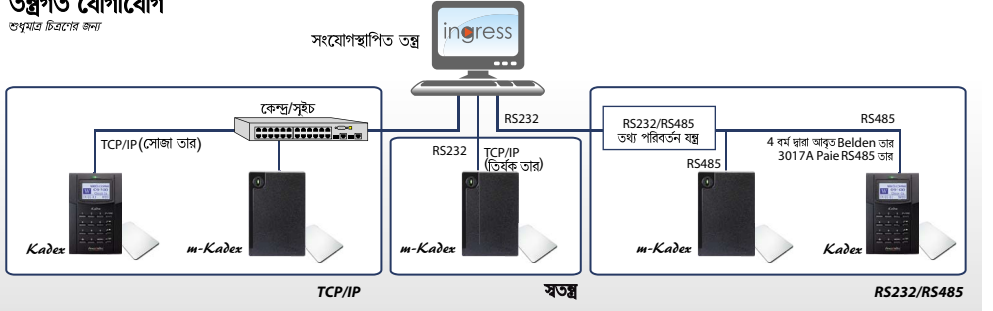 তন্ত্রগত যোগাযোগ
শুধুমাত্র চিত্রণের জন্য
সংযোগস্থাপিত তন্ত্র
ingress
কেন্দ্র/সুইচ
TCP/IP(সোজা তার)
Kadex
m-Kadex
TCP/IP
RS232
TCP/IP
(তির্যক তার)
m-Kadex
স্বতন্ত্র
RS232
RS232/RS485
তথ্য পরিবর্তন যন্ত্র
RS485
RS485
4 বর্ম দ্বারা আবৃত Belden তার
3017A Paie RS485 তার
m-Kadex
Kadex
RS232/RS485